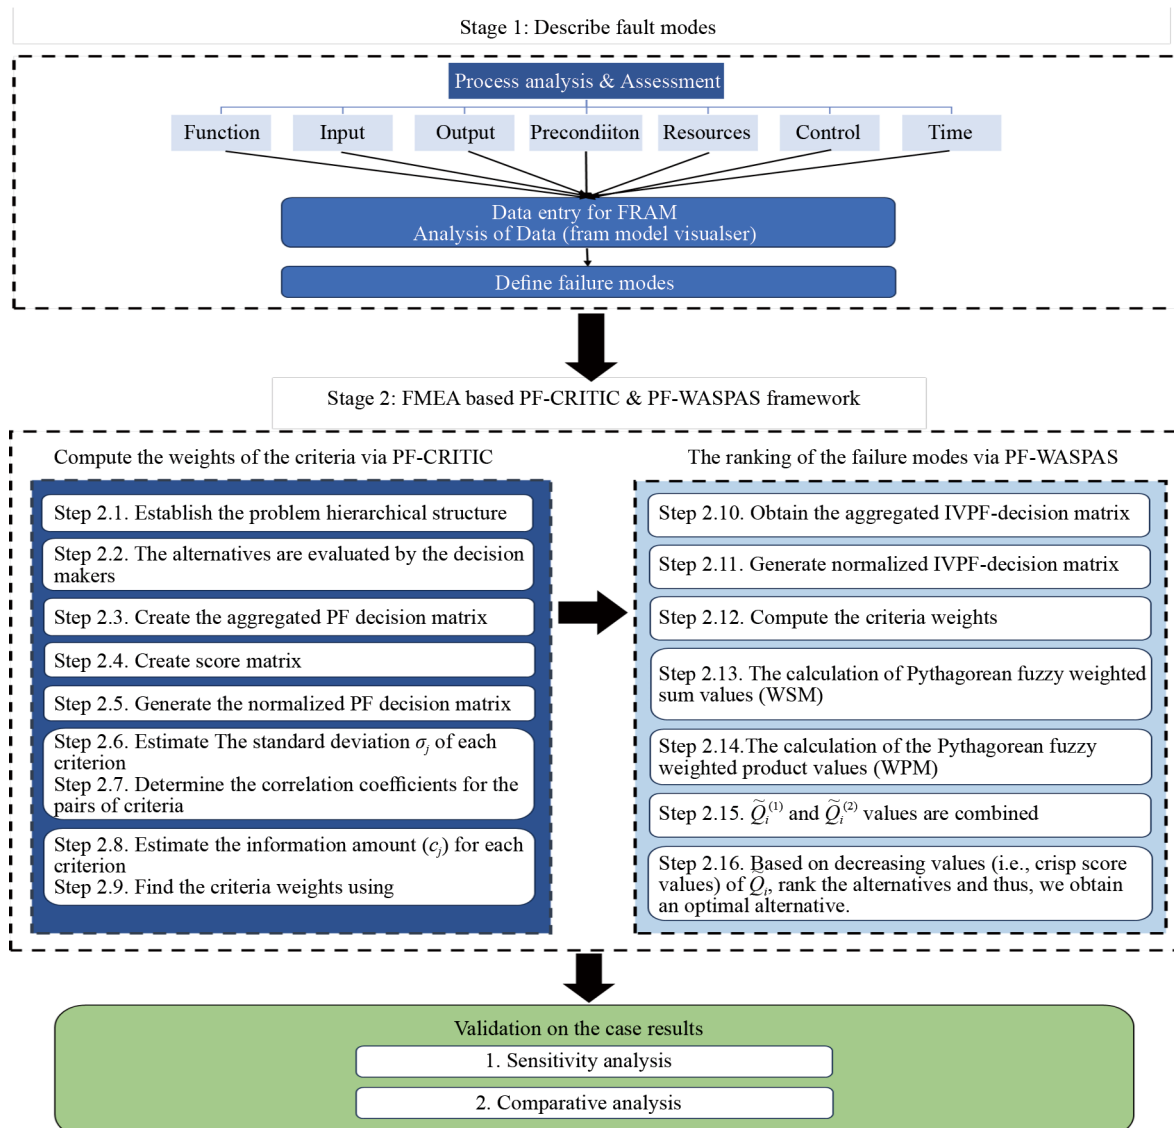 Stage 1: Describe fault modes
Process analysis & Assessment
Function
Input
Output
Precondiiton
Resources
Control
Time
Data entry for FRAM
Analysis of Data (fram model visualser)
Define failure modes
Stage 2: FMEA based PF-CRITIC & PF-WASPAS framework
Compute the weights of the criteria via PF-CRITIC
Step 2.1. Establish the problem hierarchical structure
Step 2.2. The alternatives are evaluated by the decision
makers
Step 2.3. Create the aggregated PF decision matrix
Step 2.4. Create score matrix
Step 2.5. Generate the normalized PF decision matrix
Step 2.6. Estimate The standard deviation σ_j of each
criterion
Step 2.7. Determine the correlation coefficients for the
pairs of criteria
Step 2.8. Estimate the information amount (c_j) for each
criterion
Step 2.9. Find the criteria weights using
The ranking of the failure modes via PF-WASPAS
Step 2.10. Obtain the aggregated IVPF-decision matrix
Step 2.11. Generate normalized IVPF-decision matrix
Step 2.12. Compute the criteria weights
Step 2.13. The calculation of Pythagorean fuzzy weighted
sum values (WSM)
Step 2.14.The calculation of the Pythagorean fuzzy
weighted product values (WPM)
Step 2.15. Q̃_i^(1) and Q̃_i^(2) values are combined
Step 2.16. Based on decreasing values (i.e., crisp score
values) of Q̃_i, rank the alternatives and thus, we obtain
an optimal alternative.
Validation on the case results
1. Sensitivity analysis
2. Comparative analysis